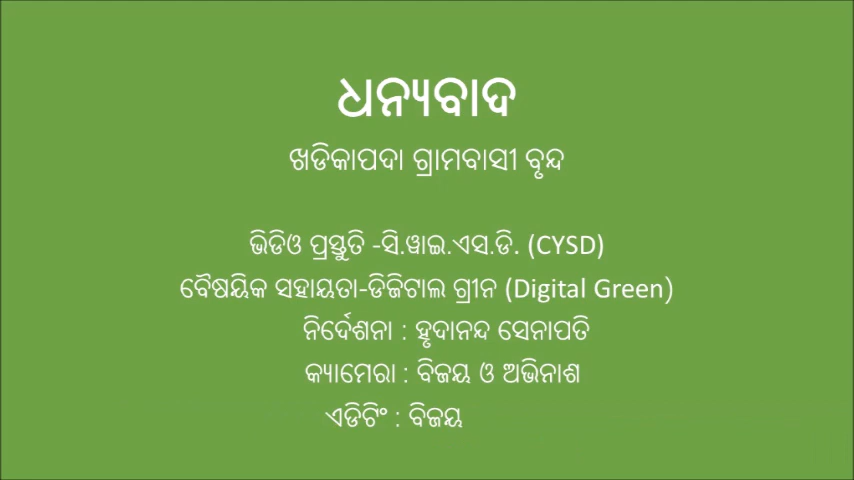 ଧନ୍ୟବାଦ
ଖଡିକାପଦା ଗ୍ରାମବାସୀ ବୃନ୍ଦ
ଭିଡିଓ ପ୍ରସ୍ତୁତି -ସି.ୱାଇ.ଏସ.ଡି. (CYSD)
ବୈଷୟିକ ସହାୟତା-ଡିଜିଟାଲ ଗ୍ରୀନ (Digital Green)
ନିର୍ଦେଶନା : ହୃଦାନନ୍ଦ ସେନାପତି
କ୍ୟାମେରା : ବିଜୟ ଓ ଅଭିନାଶ
ଏଡିଟିଂ : ବିଜୟ